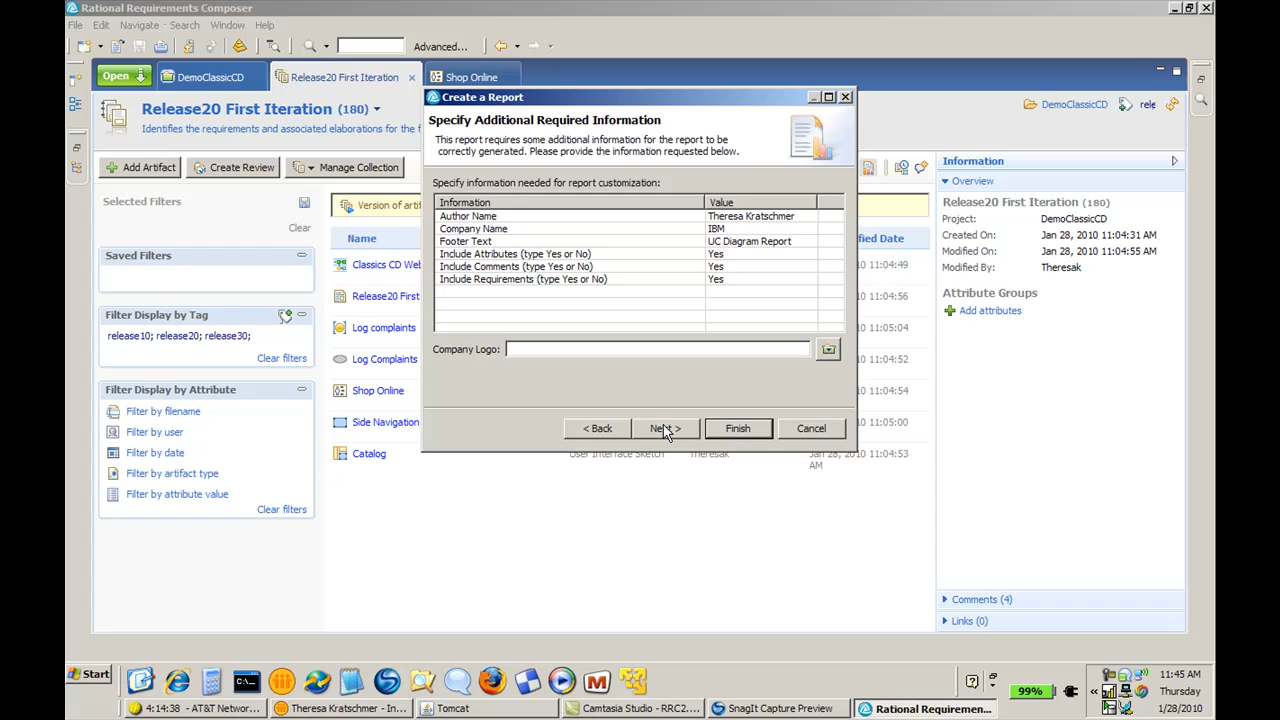 Rational Requirements Composer
File Edit Navigate Search Window Help
Advanced...
Open DemoClassicCD Release20 First Iteration Shop Online
Release20 First Iteration (180)
Identifies the requirements and associated elaborations for the f
DemoClassicCD rele
Add Artifact Create Review Manage Collection
Selected Filters
Clear
Saved Filters
Filter Display by Tag
release10; release20; release30;
Clear filters
Filter Display by Attribute
Filter by filename
Filter by user
Filter by date
Filter by artifact type
Filter by attribute value
Clear filters
Version of artif
Name ified Date
Classics CD Web 10 11:04:49
Release20 First 10 11:04:56
Log complaints 10 11:05:04
Log Complaints 10 11:04:52
Shop Online 10 11:04:54
Side Navigation 10 11:05:00
Catalog User Interface Sketch Theresak Jan 28, 2010 11:04:53
AM
Create a Report
Specify Additional Required Information
This report requires some additional information for the report to be
correctly generated. Please provide the information requested below.
Specify information needed for report customization:
Information Value
Author Name Theresa Kratschmer
Company Name IBM
Footer Text UC Diagram Report
Include Attributes (type Yes or No) Yes
Include Comments (type Yes or No) Yes
Include Requirements (type Yes or No) Yes
Company Logo:
< Back Next > Finish Cancel
Information
Overview
Release20 First Iteration (180)
Project: DemoClassicCD
Created On: Jan 28, 2010 11:04:31 AM
Modified On: Jan 28, 2010 11:04:55 AM
Modified By: Theresak
Attribute Groups
Add attributes
Comments (4)
Links (0)
Start 99% 11:45 AM
Thursday
1/28/2010
4:14:38 - AT&T Networ... Theresa Kratschmer - In... Tomcat Camtasia Studio - RRC2... SnagIt Capture Preview Rational Requiremen...